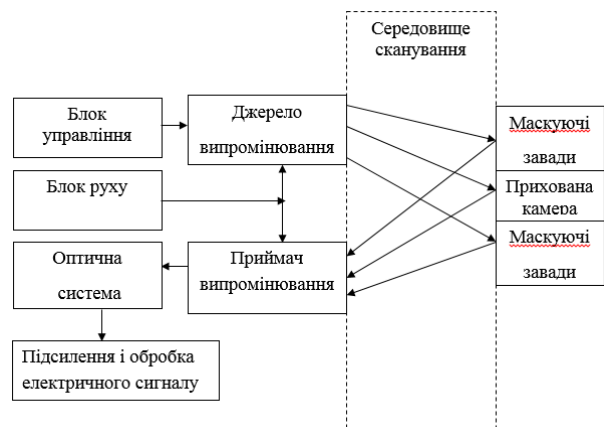 Середовище
сканування
Блок
управління
Джерело
випромінювання
Маскуючі
завади
Блок руху
Прихована
камера
Оптична
система
Приймач
випромінювання
Маскуючі
завади
Підсилення і обробка
електричного сигналу